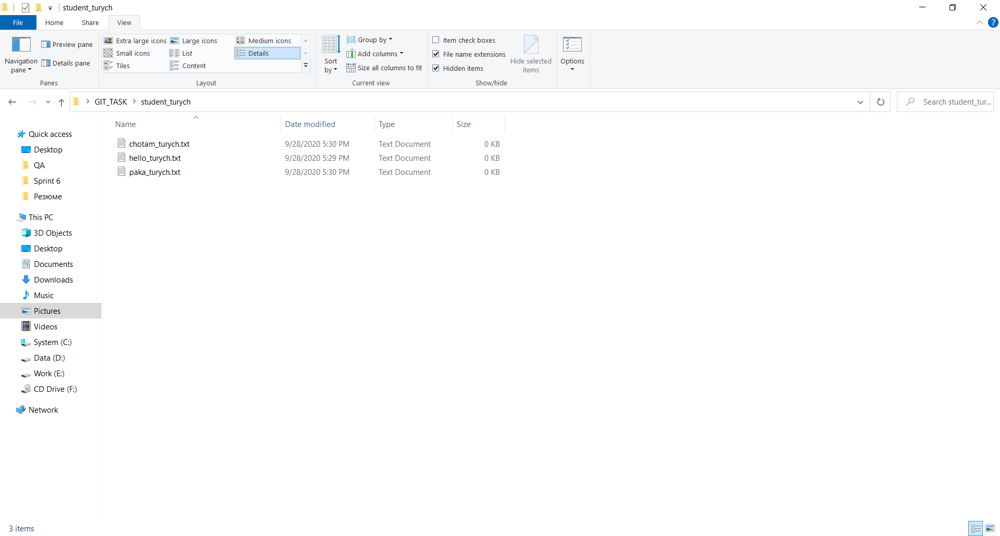 student_turych
File Home Share View
Navigation pane
Preview pane
Details pane
Panes
Extra large icons Large icons Medium icons
Small icons List Details
Tiles Content
Layout
Sort by
Group by
Add columns
Size all columns to fit
Current view
Item check boxes
File name extensions
Hidden items
Hide selected items
Show/hide
Options
GIT_TASK student_turych
Search student_tur...
Name Date modified Type Size
chotam_turych.txt 9/28/2020 5:30 PM Text Document 0 KB
hello_turych.txt 9/28/2020 5:29 PM Text Document 0 KB
paka_turych.txt 9/28/2020 5:30 PM Text Document 0 KB
Quick access
Desktop
QA
Sprint 6
Резюме
This PC
3D Objects
Desktop
Documents
Downloads
Music
Pictures
Videos
System (C:)
Data (D:)
Work (E:)
CD Drive (F:)
Network
3 items